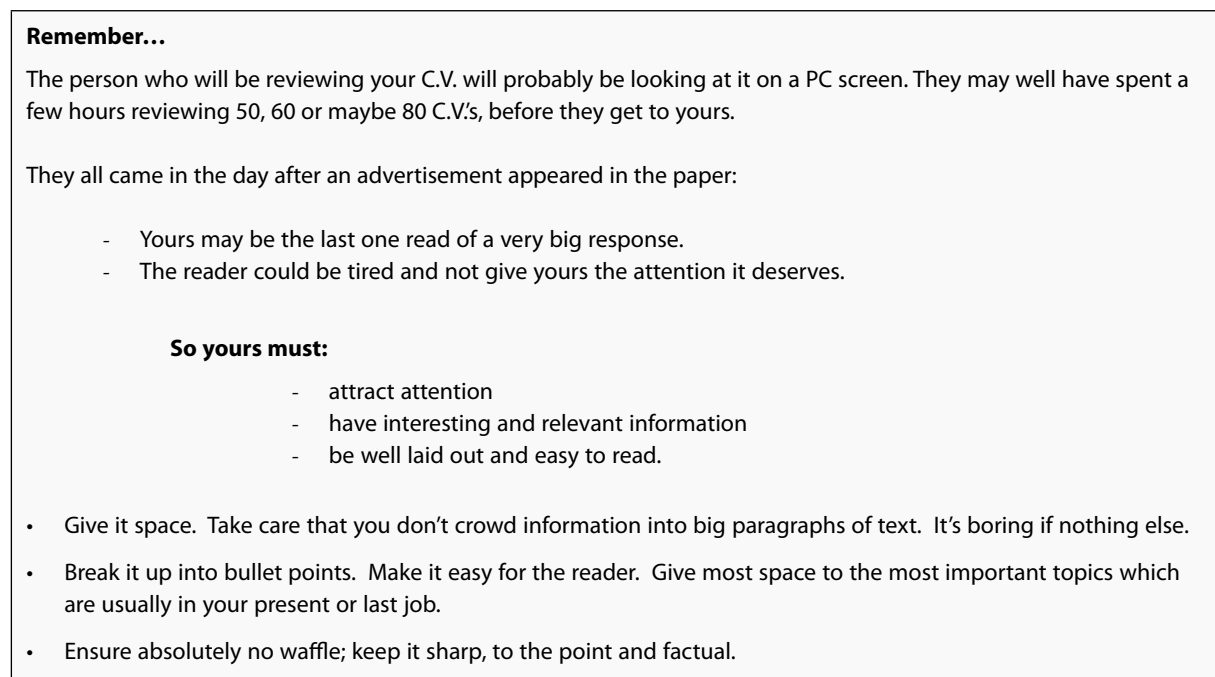 Remember…
The person who will be reviewing your C.V. will probably be looking at it on a PC screen. They may well have spent a
few hours reviewing 50, 60 or maybe 80 C.V.'s, before they get to yours.
They all came in the day after an advertisement appeared in the paper:
- Yours may be the last one read of a very big response.
- The reader could be tired and not give yours the attention it deserves.
So yours must:
- attract attention
- have interesting and relevant information
- be well laid out and easy to read.
• Give it space. Take care that you don't crowd information into big paragraphs of text. It's boring if nothing else.
• Break it up into bullet points. Make it easy for the reader. Give most space to the most important topics which
are usually in your present or last job.
• Ensure absolutely no waffle; keep it sharp, to the point and factual.